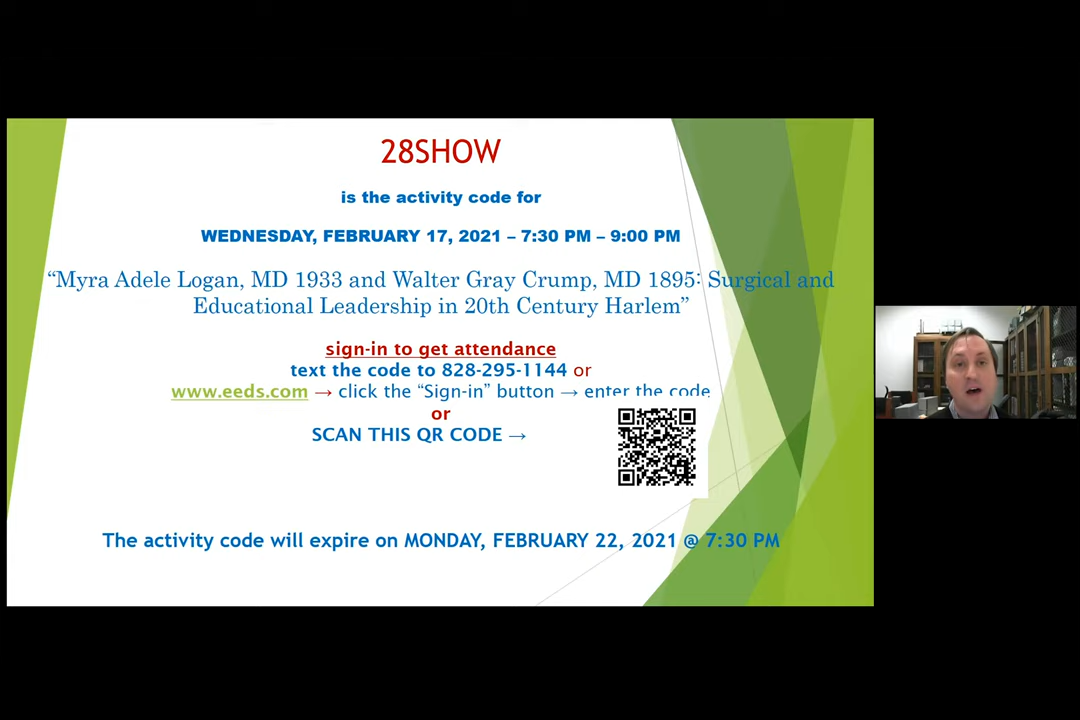 28SHOW
is the activity code for
WEDNESDAY, FEBRUARY 17, 2021 – 7:30 PM – 9:00 PM
“Myra Adele Logan, MD 1933 and Walter Gray Crump, MD 1895: Surgical and
Educational Leadership in 20th Century Harlem”
sign-in to get attendance
text the code to 828-295-1144 or
www.eeds.com → click the “Sign-in” button → enter the code
or
SCAN THIS QR CODE →
The activity code will expire on MONDAY, FEBRUARY 22, 2021 @ 7:30 PM